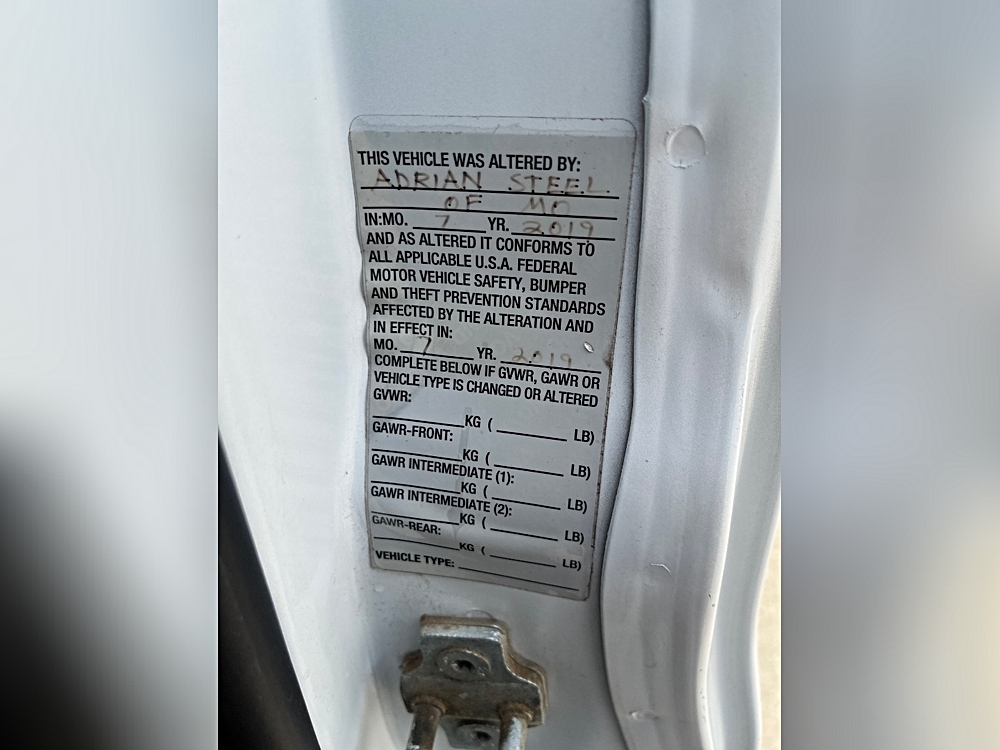 THIS VEHICLE WAS ALTERED BY:
ADRIAN STEEL
OF MO
IN:MO. 7 YR. 2019
AND AS ALTERED IT CONFORMS TO
ALL APPLICABLE U.S.A. FEDERAL
MOTOR VEHICLE SAFETY, BUMPER
AND THEFT PREVENTION STANDARDS
AFFECTED BY THE ALTERATION AND
IN EFFECT IN:
MO. 7 YR. 2019
COMPLETE BELOW IF GVWR, GAWR OR
VEHICLE TYPE IS CHANGED OR ALTERED
GVWR:
KG ( LB)
GAWR-FRONT:
KG ( LB)
GAWR INTERMEDIATE (1):
KG ( LB)
GAWR INTERMEDIATE (2):
KG ( LB)
GAWR-REAR:
KG ( LB)
VEHICLE TYPE: